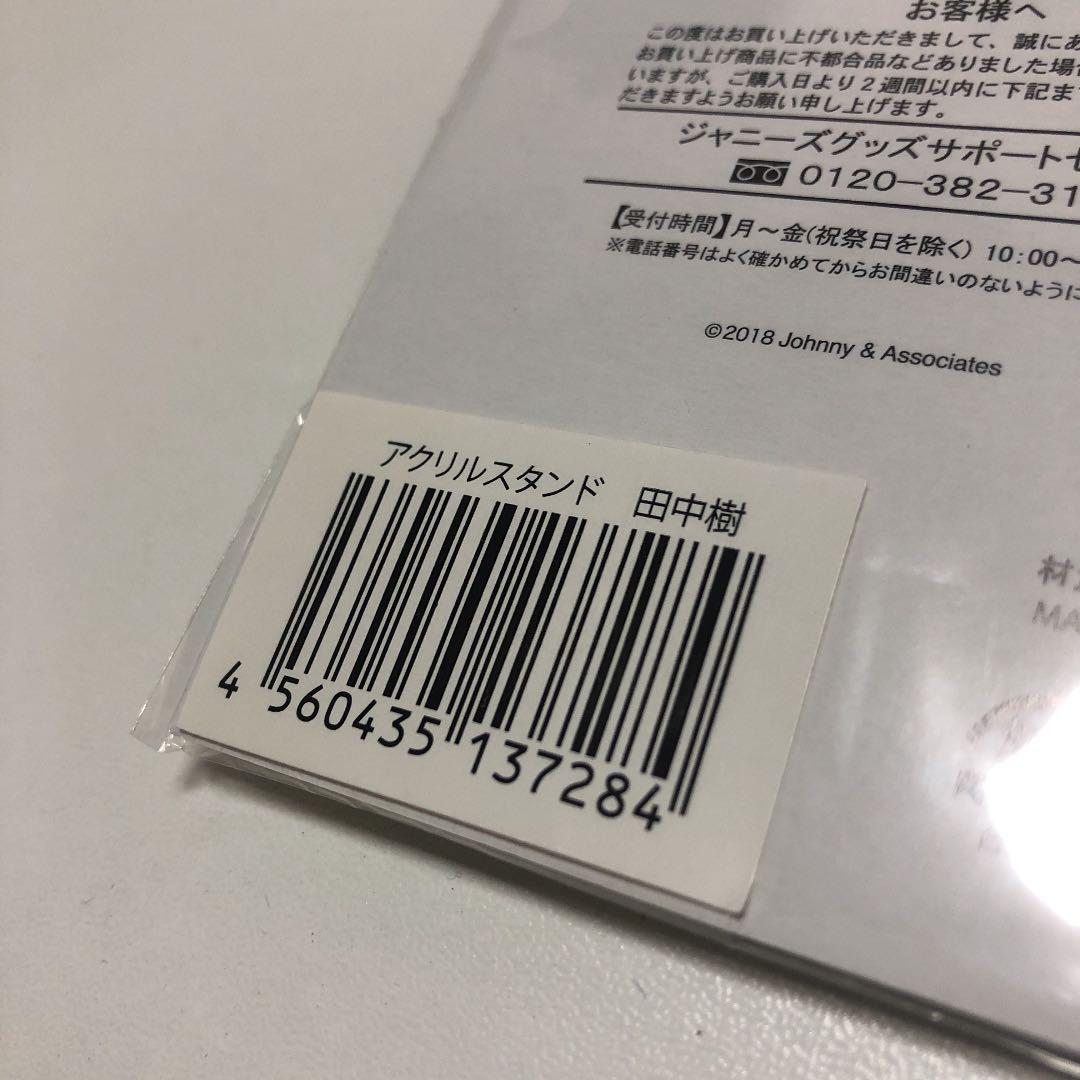 お客様へ
この度はお買い上げいただきまして、誠にあ
お買い上げ商品に不都合品などありました場合
いますが、ご購入日より2週間以内に下記ま
だきますようお願い申し上げます。
ジャニーズグッズサポートセ
0120-382-31
【受付時間】月～金(祝祭日を除く) 10:00～
※電話番号はよく確かめてからお間違いのないように
©2018 Johnny & Associates
アクリルスタンド 田中樹
4 560435 137284
材
MA